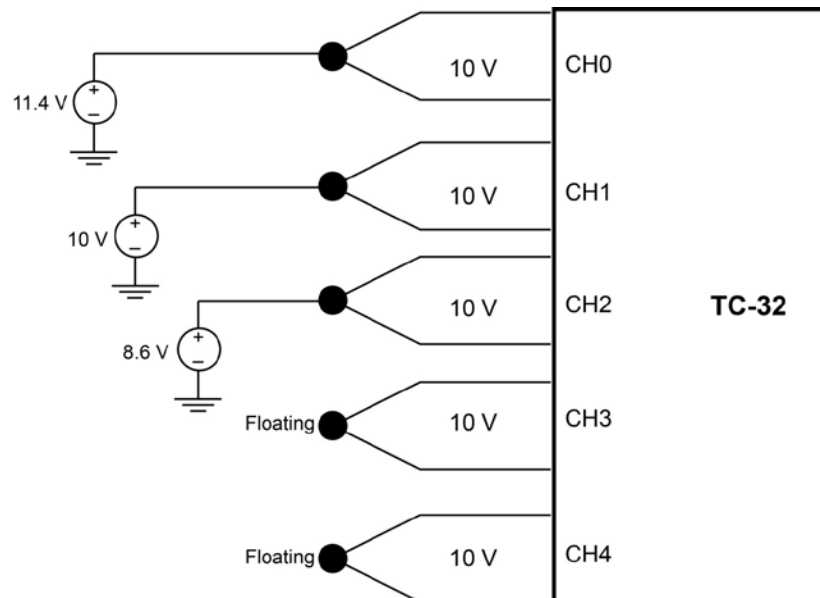 10 V CH0
11.4 V
10 V CH1
10 V
10 V CH2 TC-32
8.6 V
Floating 10 V CH3
Floating 10 V CH4